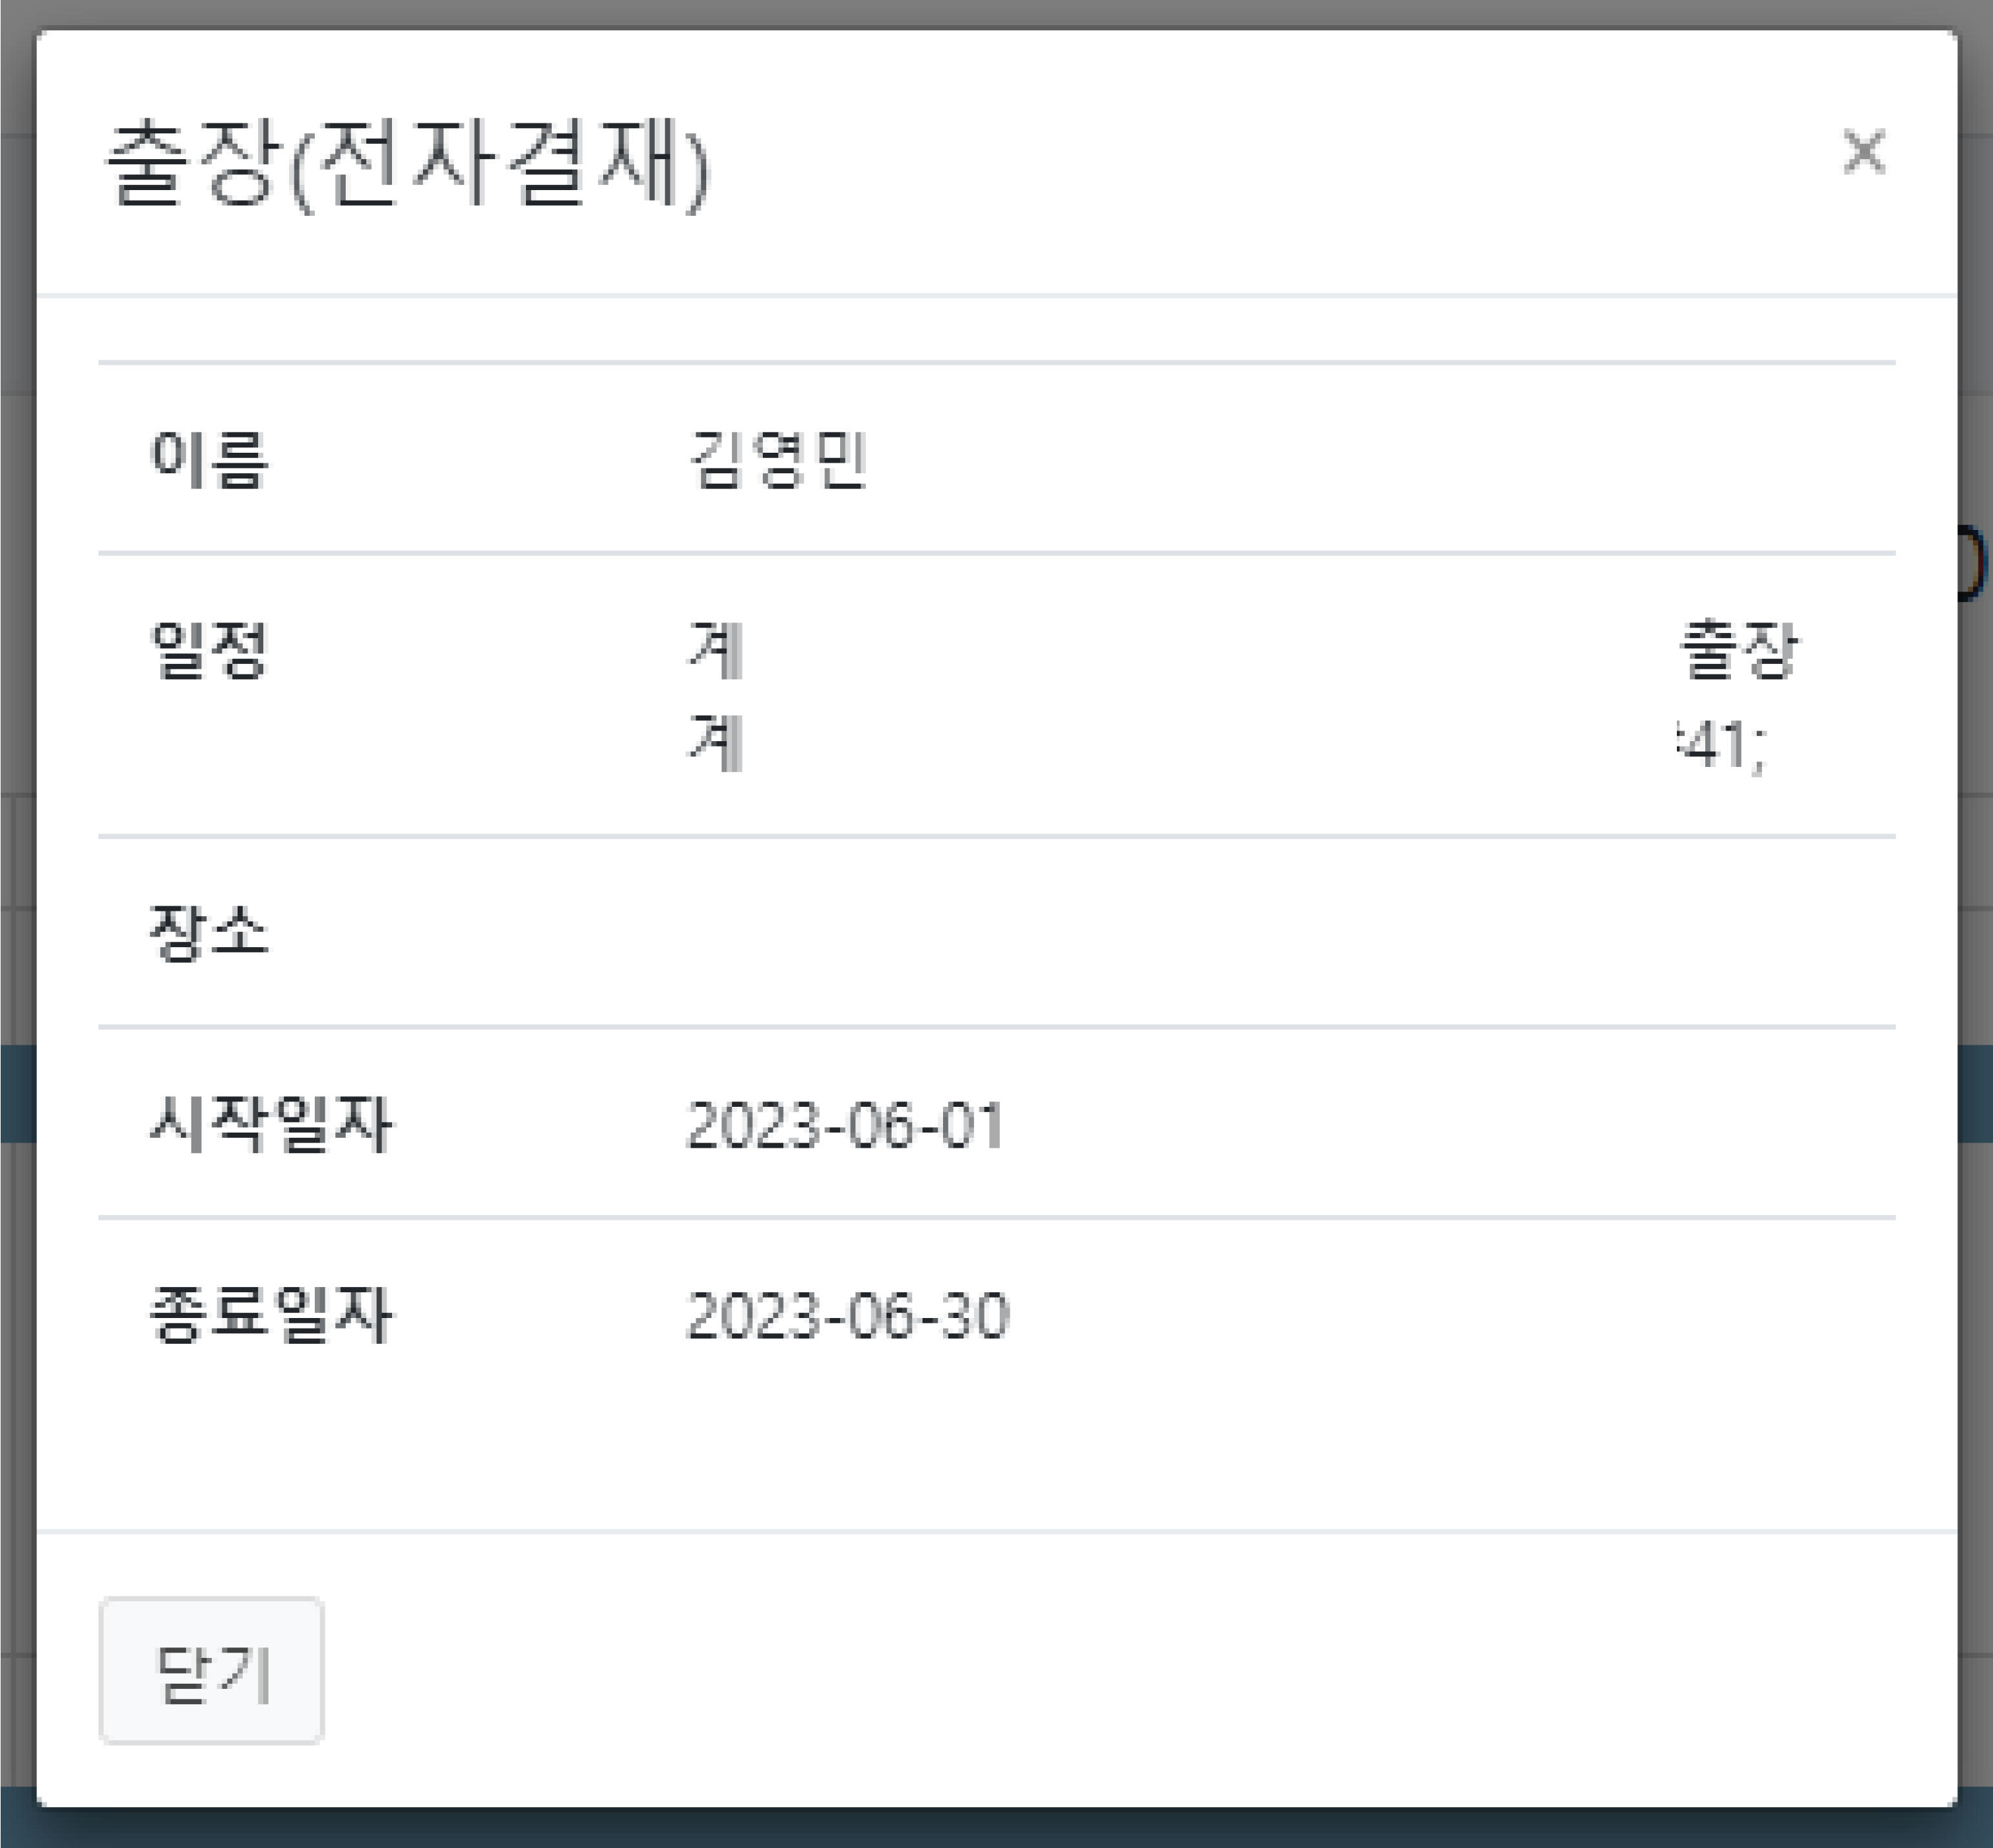 출장(전자결재)
×
이름 김영민
일정 계 출장
계 41;
장소
시작일자 2023-06-01
종료일자 2023-06-30
닫기